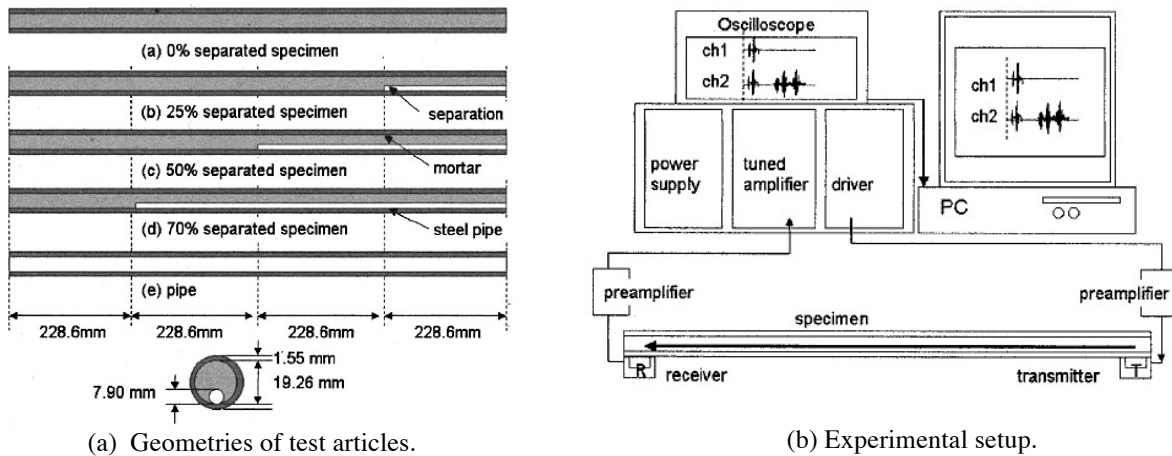 (a) 0% separated specimen
(b) 25% separated specimen
separation
(c) 50% separated specimen
mortar
(d) 70% separated specimen
steel pipe
(e) pipe
228.6mm 228.6mm 228.6mm 228.6mm
1.55 mm
19.26 mm
7.90 mm
(a) Geometries of test articles.
Oscilloscope
ch1
ch2
ch1
ch2
power
supply
tuned
amplifier
driver
PC
preamplifier
preamplifier
specimen
R
receiver
transmitter
T
(b) Experimental setup.